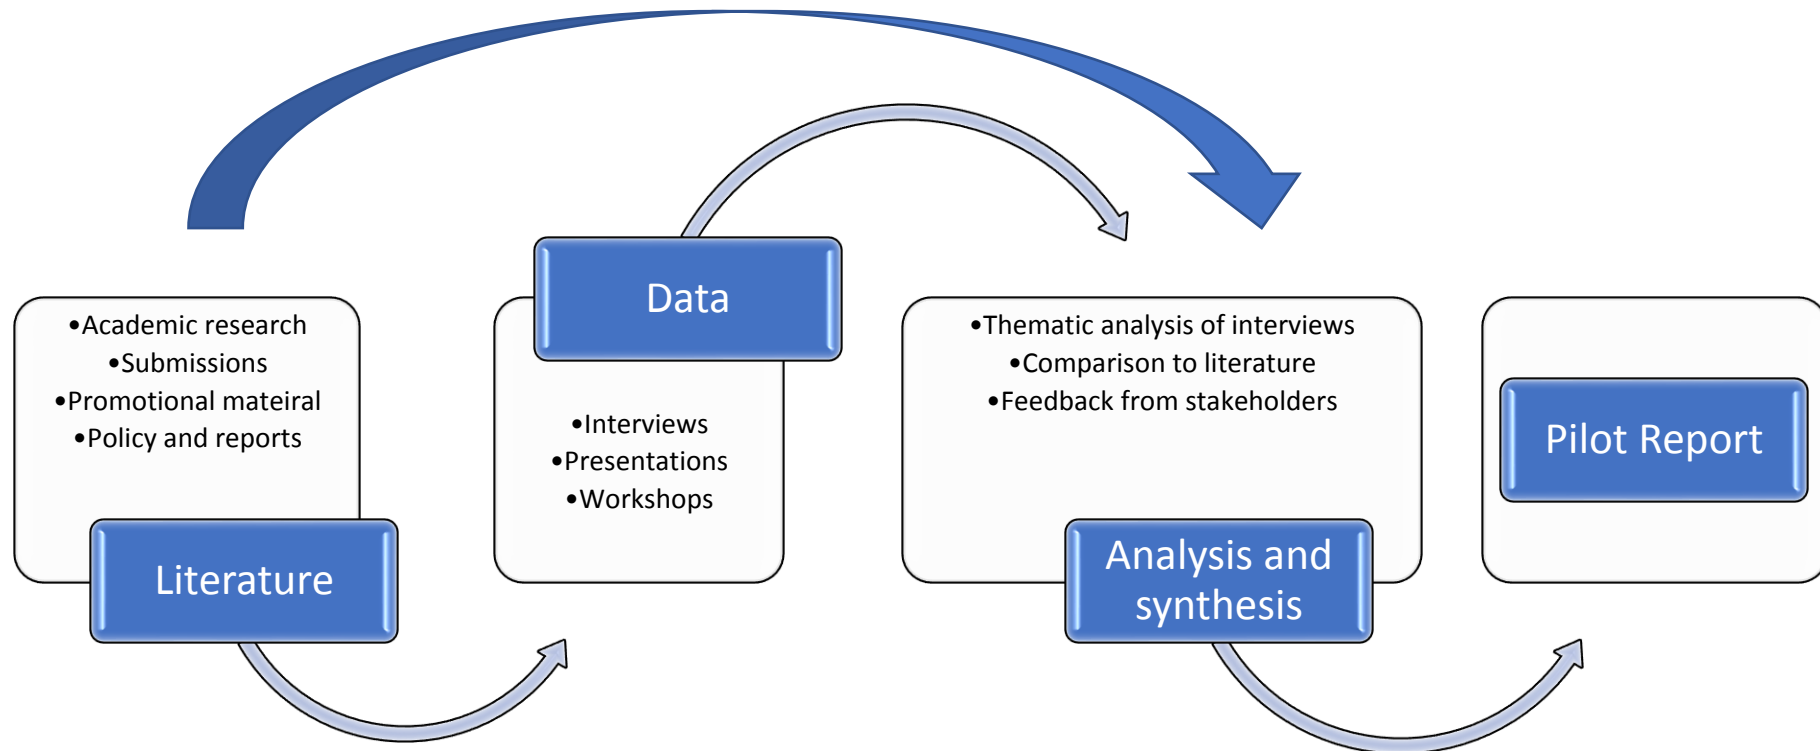 •Academic research
•Submissions
•Promotional mateiral
•Policy and reports
Literature
Data
•Interviews
•Presentations
•Workshops
•Thematic analysis of interviews
•Comparison to literature
•Feedback from stakeholders
Analysis and
synthesis
Pilot Report